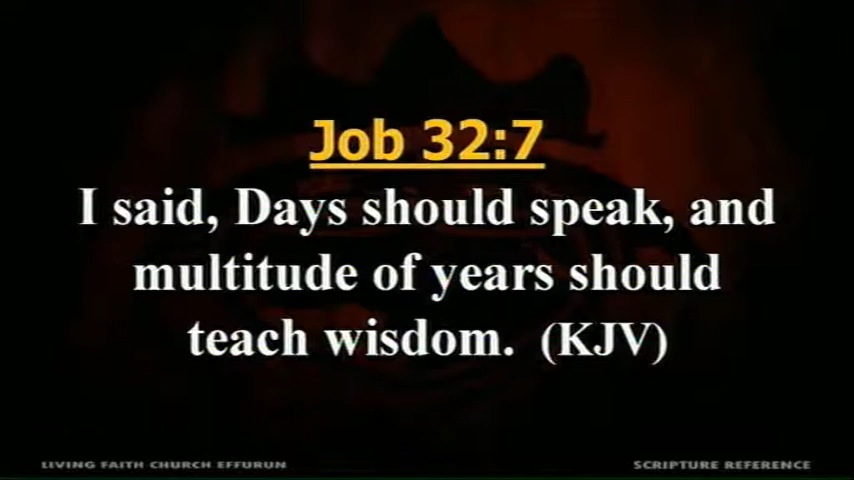 Job 32:7
I said, Days should speak, and
multitude of years should
teach wisdom. (KJV)
LIVING FAITH CHURCH EFFURUN
SCRIPTURE REFERENCE